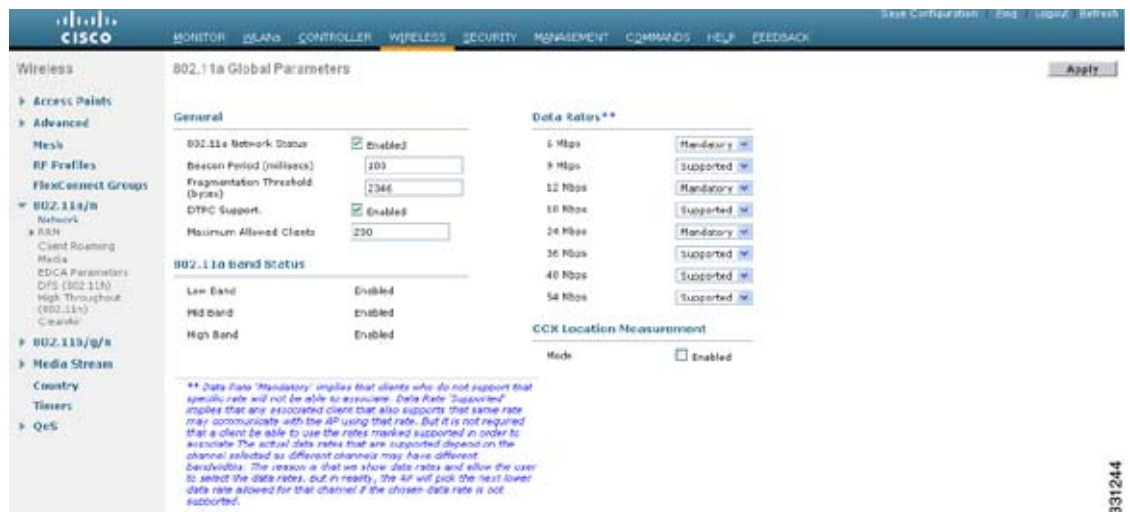 Save Configuration Ping Logout Refresh
CISCO
MONITOR WLANs CONTROLLER WIRELESS SECURITY MANAGEMENT COMMANDS HELP FEEDBACK
Wireless
Access Points
Advanced
Mesh
RF Profiles
FlexConnect Groups
802.11a/n
Network
RRM
Client Roaming
Media
EDCA Parameters
DFS (802.11h)
High Throughput
(802.11n)
CleanAir
802.11b/g/n
Media Stream
Country
Timers
QoS
802.11a Global Parameters
Apply
General
802.11a Network Status Enabled
Beacon Period (millisecs) 100
Fragmentation Threshold
(bytes) 2346
DTPC Support. Enabled
Maximum Allowed Clients 200
802.11a Band Status
Low Band Enabled
Mid Band Enabled
High Band Enabled
Data Rates**
6 Mbps Mandatory
9 Mbps Supported
12 Mbps Mandatory
18 Mbps Supported
24 Mbps Mandatory
36 Mbps Supported
48 Mbps Supported
54 Mbps Supported
CCX Location Measurement
Mode Enabled
** Data Rate 'Mandatory' implies that clients who do not support that
specific rate will not be able to associate. Data Rate 'Supported'
implies that any associated client that also supports that same rate
may communicate with the AP using that rate. But it is not required
that a client be able to use the rates marked supported in order to
associate The actual data rates that are supported depend on the
channel selected as different channels may have different
bandwidths. The reason is that we show data rates and allow the user
to select the data rates, but in reality, the AP will pick the next lower
data rate allowed for that channel if the chosen data rate is not
supported.
331244